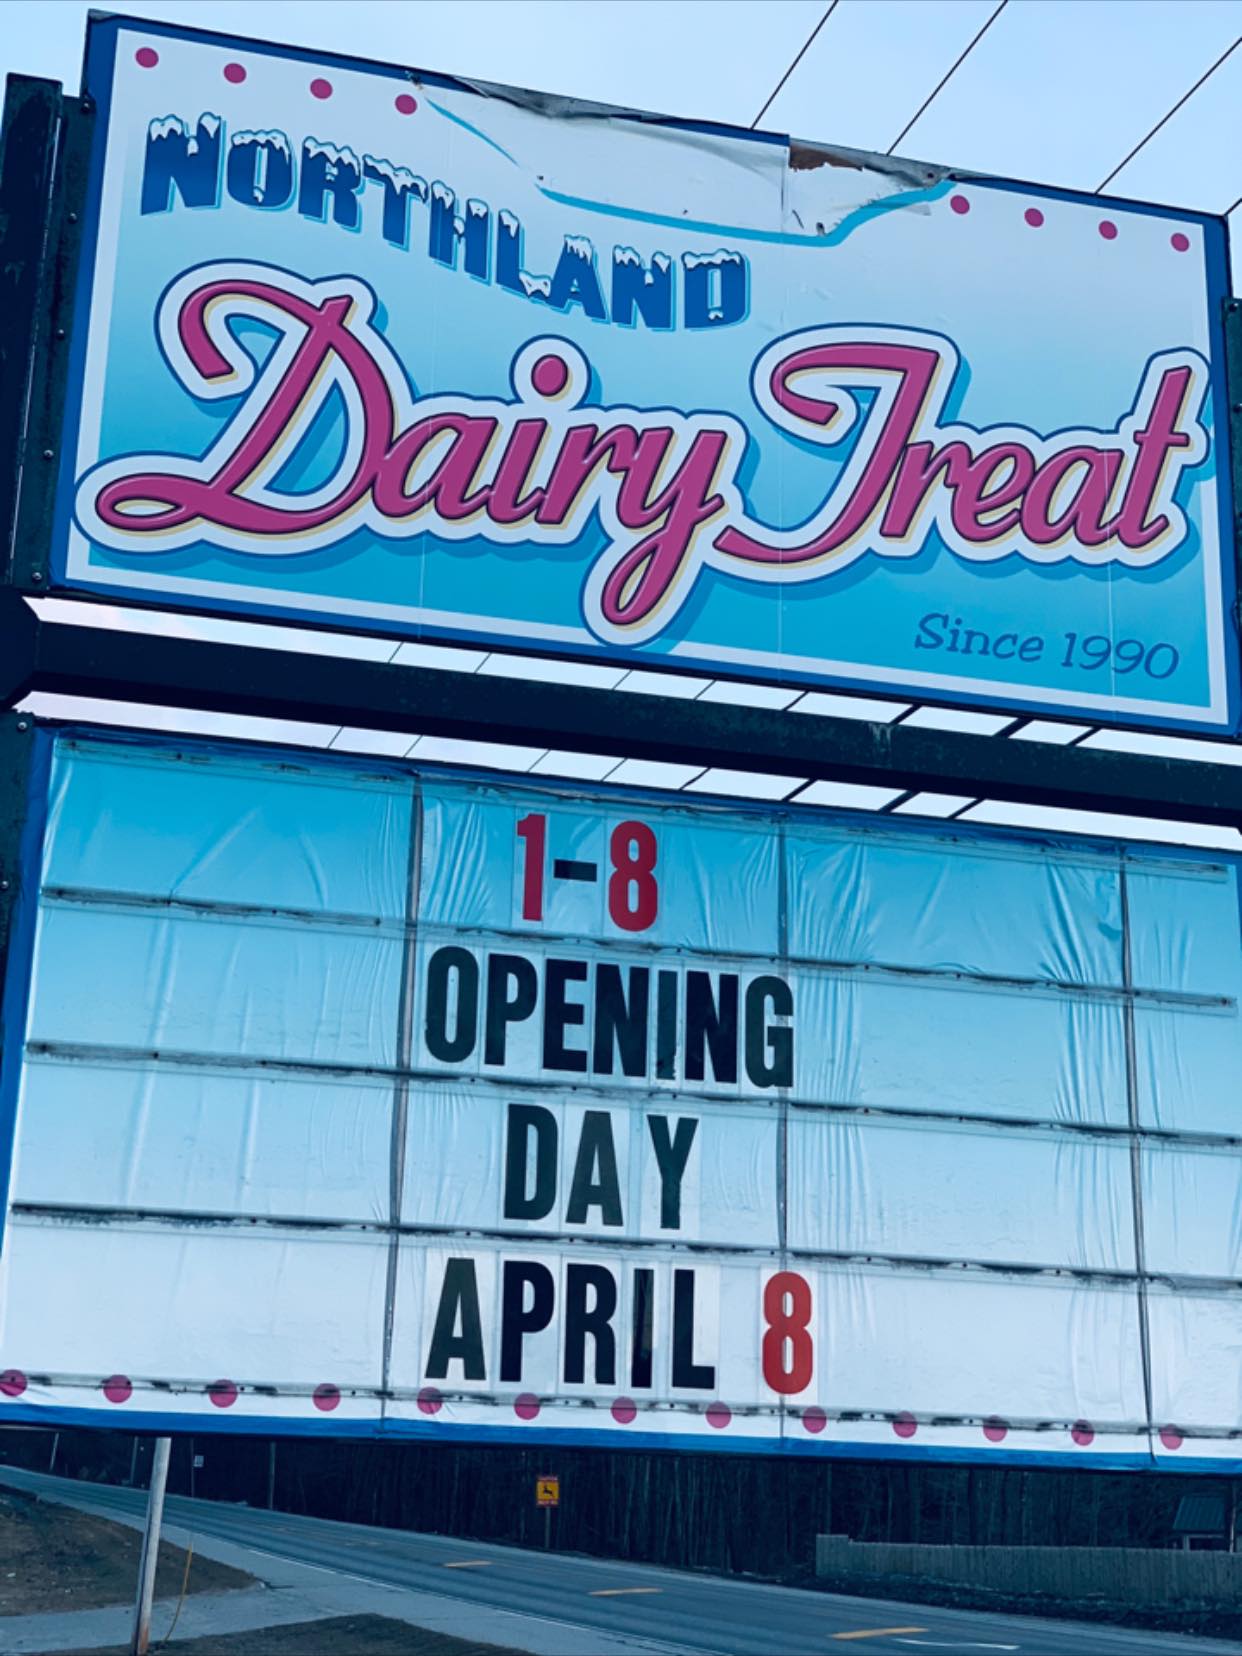 NORTHLAND
Dairy Treat
Since 1990
1-8
OPENING
DAY
APRIL 8